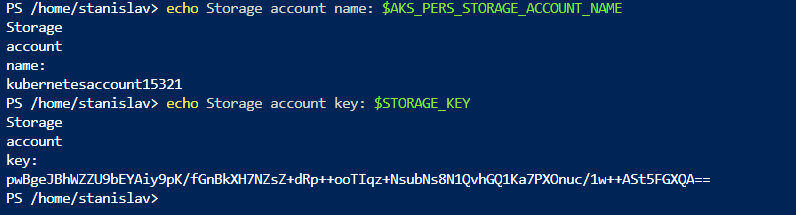 PS /home/stanislav> echo Storage account name: $AKS_PERS_STORAGE_ACCOUNT_NAME
Storage
account
name:
kubernetesaccount15321
PS /home/stanislav> echo Storage account key: $STORAGE_KEY
Storage
account
key:
pwBgeJBhWZZU9bEYAiy9pK/fGnBkXH7NZsZ+dRp++ooTIqz+NsubNs8N1QvhGQ1Ka7PXOnuc/1w++ASt5FGXQA==
PS /home/stanislav>